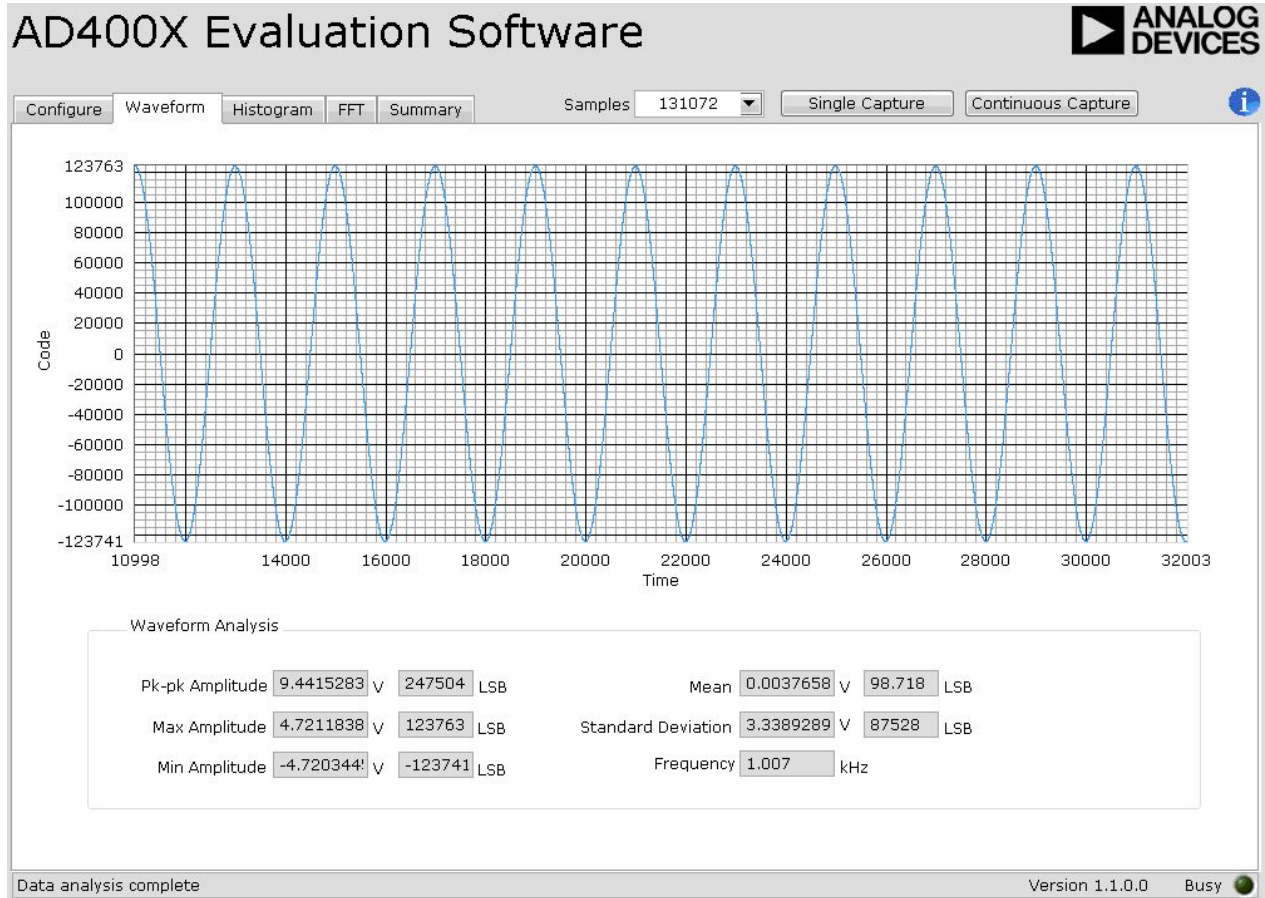 AD400X Evaluation Software
ANALOG
DEVICES
Configure Waveform Histogram FFT Summary Samples 131072 Single Capture Continuous Capture i
123763
100000
80000
60000
40000
20000
0
-20000
-40000
-60000
-80000
-100000
-123741
Code
10998 14000 16000 18000 20000 22000 24000 26000 28000 30000 32003
Time
Waveform Analysis
Pk-pk Amplitude 9.4415283 V 247504 LSB Mean 0.0037658 V 98.718 LSB
Max Amplitude 4.7211838 V 123763 LSB Standard Deviation 3.3389289 V 87528 LSB
Min Amplitude -4.720344 V -123741 LSB Frequency 1.007 kHz
Data analysis complete Version 1.1.0.0 Busy